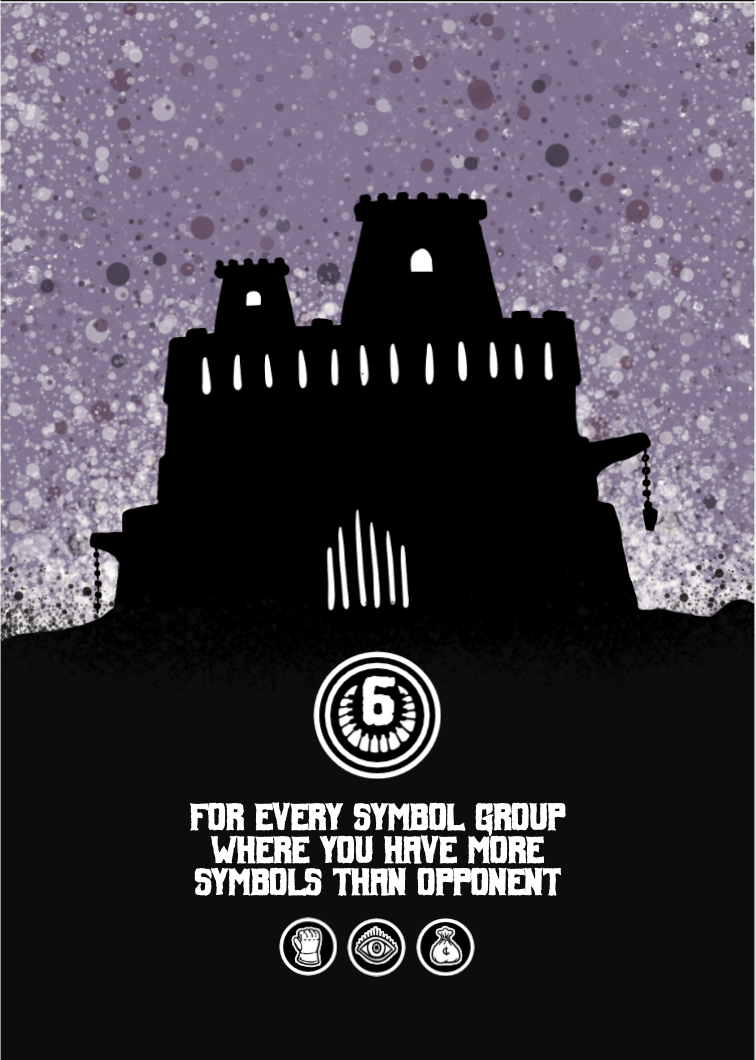 6
FOR EVERY SYMBOL GROUP
WHERE YOU HAVE MORE
SYMBOLS THAN OPPONENT
¢